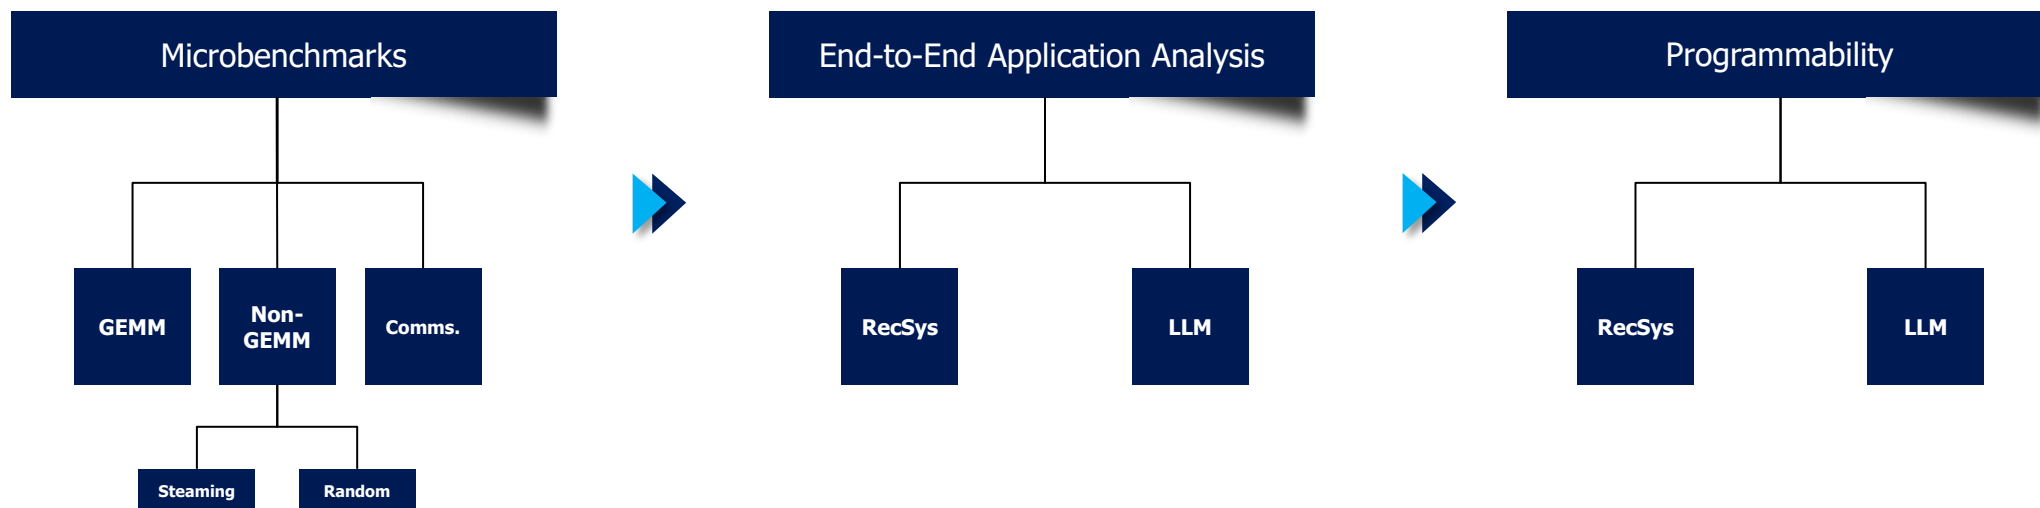 Microbenchmarks
End-to-End Application Analysis
Programmability
GEMM
Non-
GEMM
Comms.
RecSys
LLM
RecSys
LLM
Steaming
Random